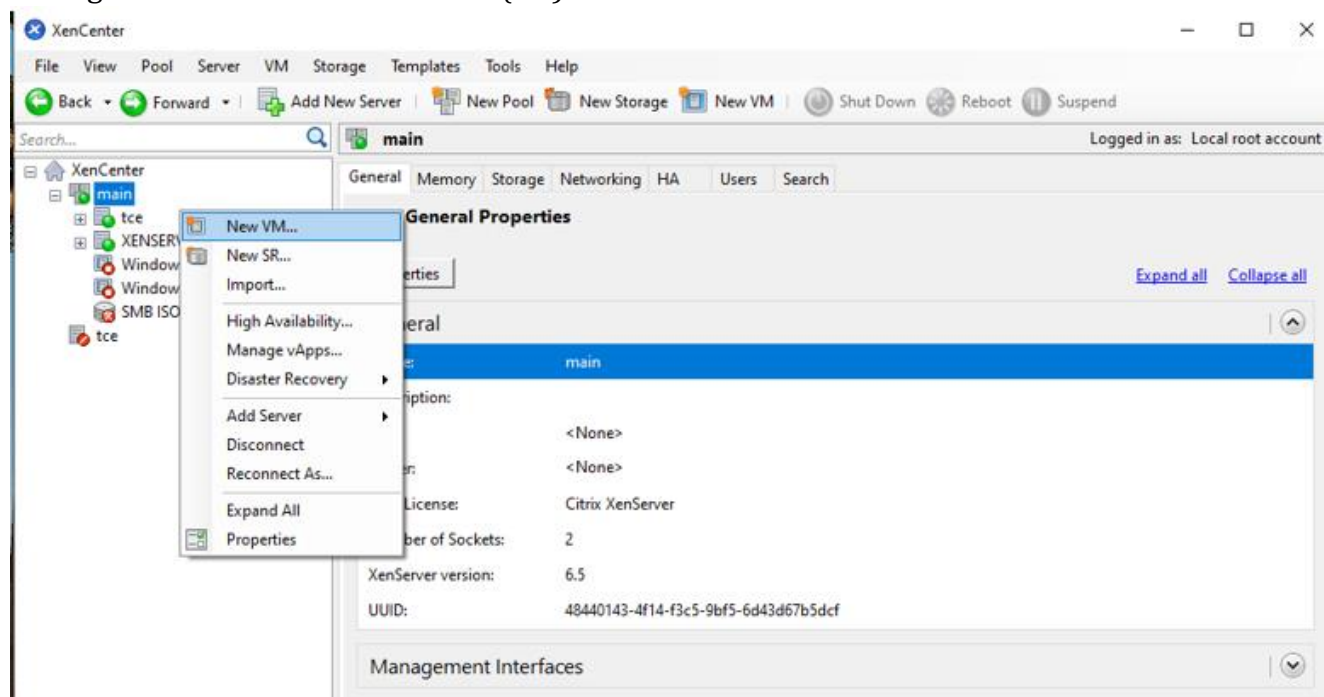 XenCenter
File View Pool Server VM Storage Templates Tools Help
Back Forward Add New Server New Pool New Storage New VM Shut Down Reboot Suspend
Search... main Logged in as: Local root account
XenCenter
main
tce
XENSERV
Window
Window
SMB ISO
tce
New VM...
New SR...
Import...
High Availability...
Manage vApps...
Disaster Recovery
Add Server
Disconnect
Reconnect As...
Expand All
Properties
General Memory Storage Networking HA Users Search
General Properties
erties Expand all Collapse all
eral
main
ription:
<None>
<None>
License: Citrix XenServer
ber of Sockets: 2
XenServer version: 6.5
UUID: 48440143-4f14-f3c5-9bf5-6d43d67b5dcf
Management Interfaces